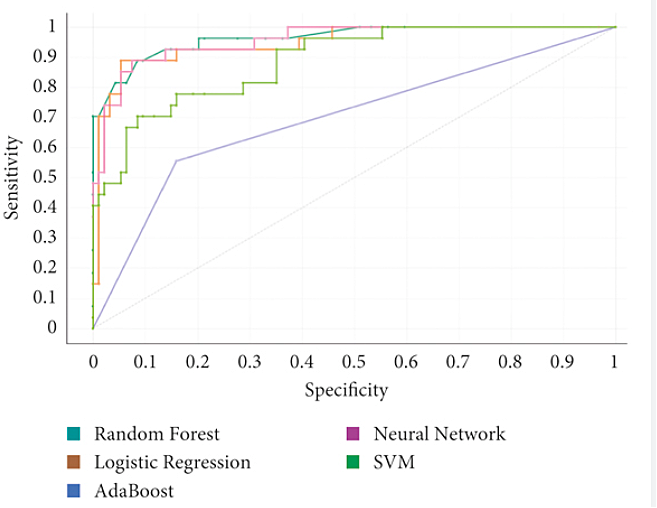 1
0.9
0.8
0.7
0.6
0.5
0.4
0.3
0.2
0.1
0
Sensitivity
0 0.1 0.2 0.3 0.4 0.5 0.6 0.7 0.8 0.9 1
Specificity
Random Forest
Logistic Regression
AdaBoost
Neural Network
SVM